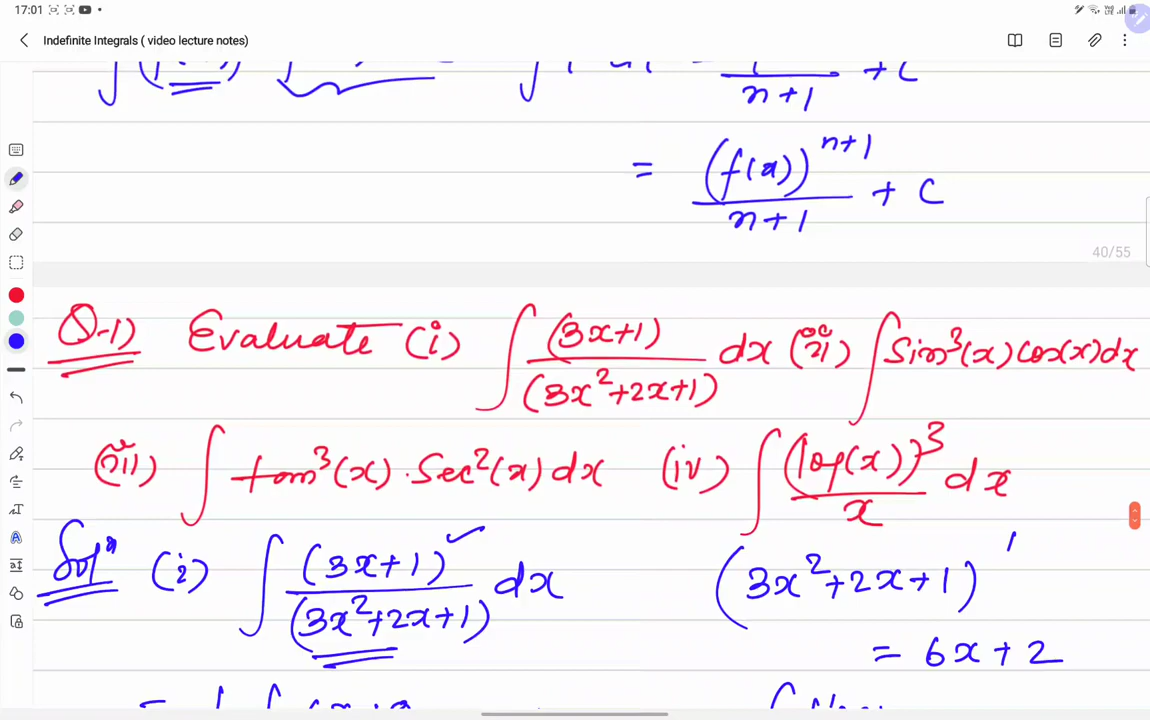 17:01
Indefinite Integrals ( video lecture notes)
+ C
n+1
= (f(x))^{n+1} / n+1 + C
40/55
Q-1) Evaluate (i) ∫ (3x+1)/(3x²+2x+1) dx (ii) ∫ Sin³(x) cos(x) dx
(iii) ∫ tan³(x) · Sec²(x) dx (iv) ∫ (log(x))³/x dx
Solⁿ (i) ∫ (3x+1)/(3x²+2x+1) dx (3x²+2x+1)'
= 6x + 2